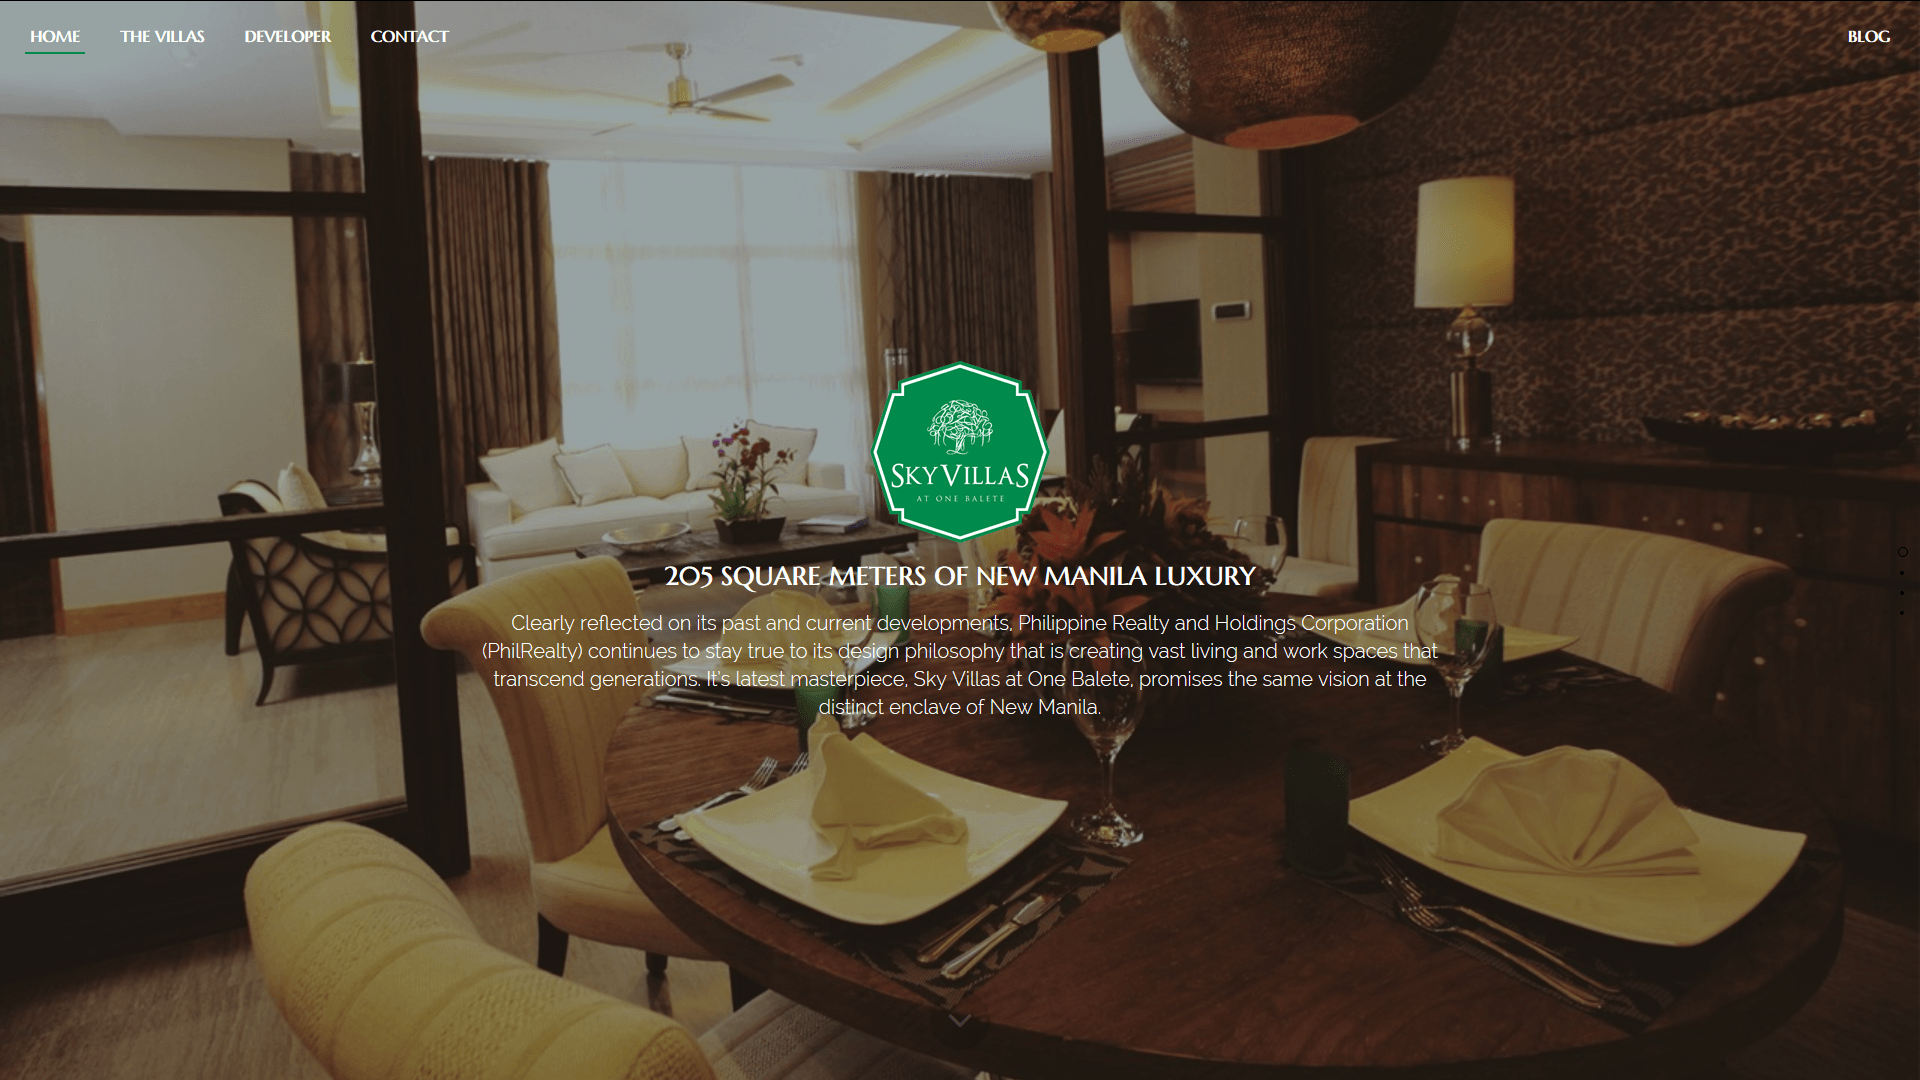 HOME THE VILLAS DEVELOPER CONTACT BLOG
SKYVILLAS
AT ONE BALETE
205 SQUARE METERS OF NEW MANILA LUXURY
Clearly reflected on its past and current developments, Philippine Realty and Holdings Corporation
(PhilRealty) continues to stay true to its design philosophy that is creating vast living and work spaces that
transcend generations. It's latest masterpiece, Sky Villas at One Balete, promises the same vision at the
distinct enclave of New Manila.